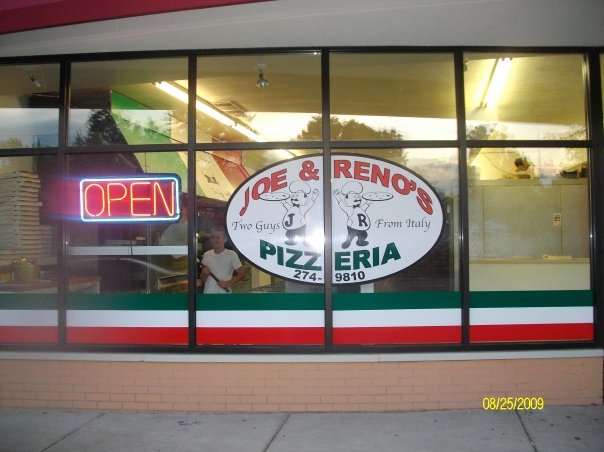 OPEN
JOE & RENO'S
Two Guys From Italy
J R
PIZZERIA
274-9810
08/25/2009